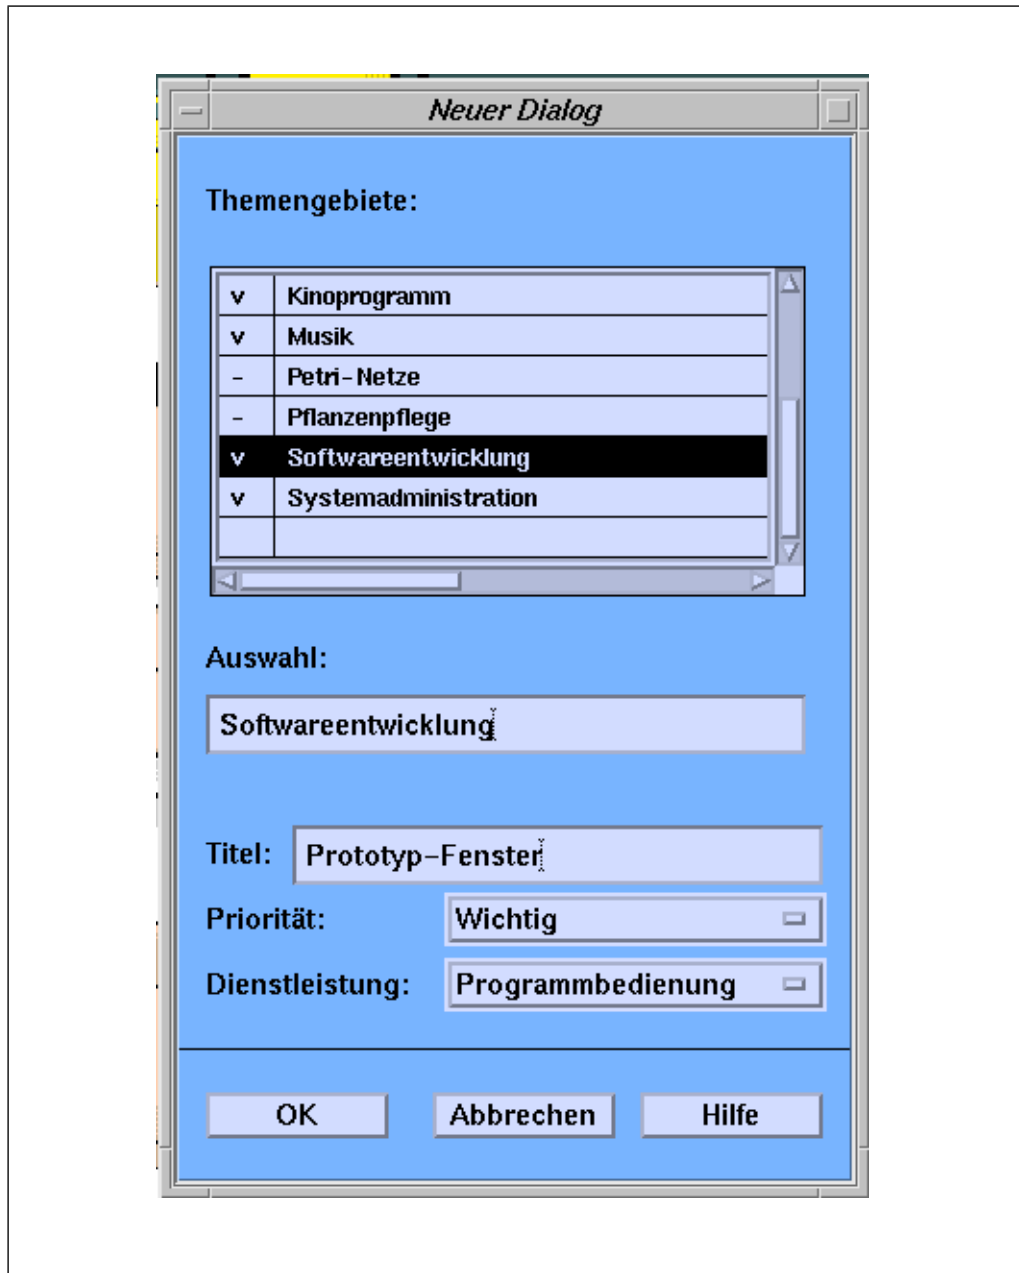 Neuer Dialog
Themengebiete:
v Kinoprogramm
v Musik
- Petri-Netze
- Pflanzenpflege
v Softwareentwicklung
v Systemadministration
Auswahl:
Softwareentwicklung
Titel: Prototyp-Fenster
Priorität: Wichtig
Dienstleistung: Programmbedienung
OK Abbrechen Hilfe